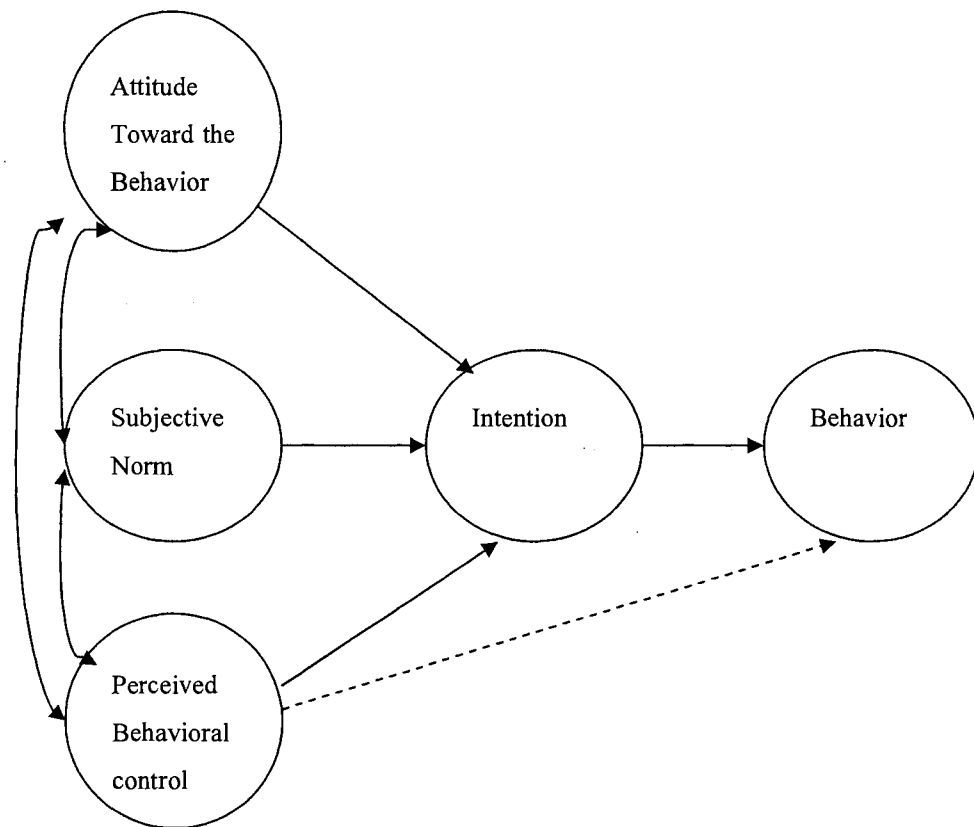 Attitude
Toward the
Behavior
Subjective
Norm
Intention
Behavior
Perceived
Behavioral
control